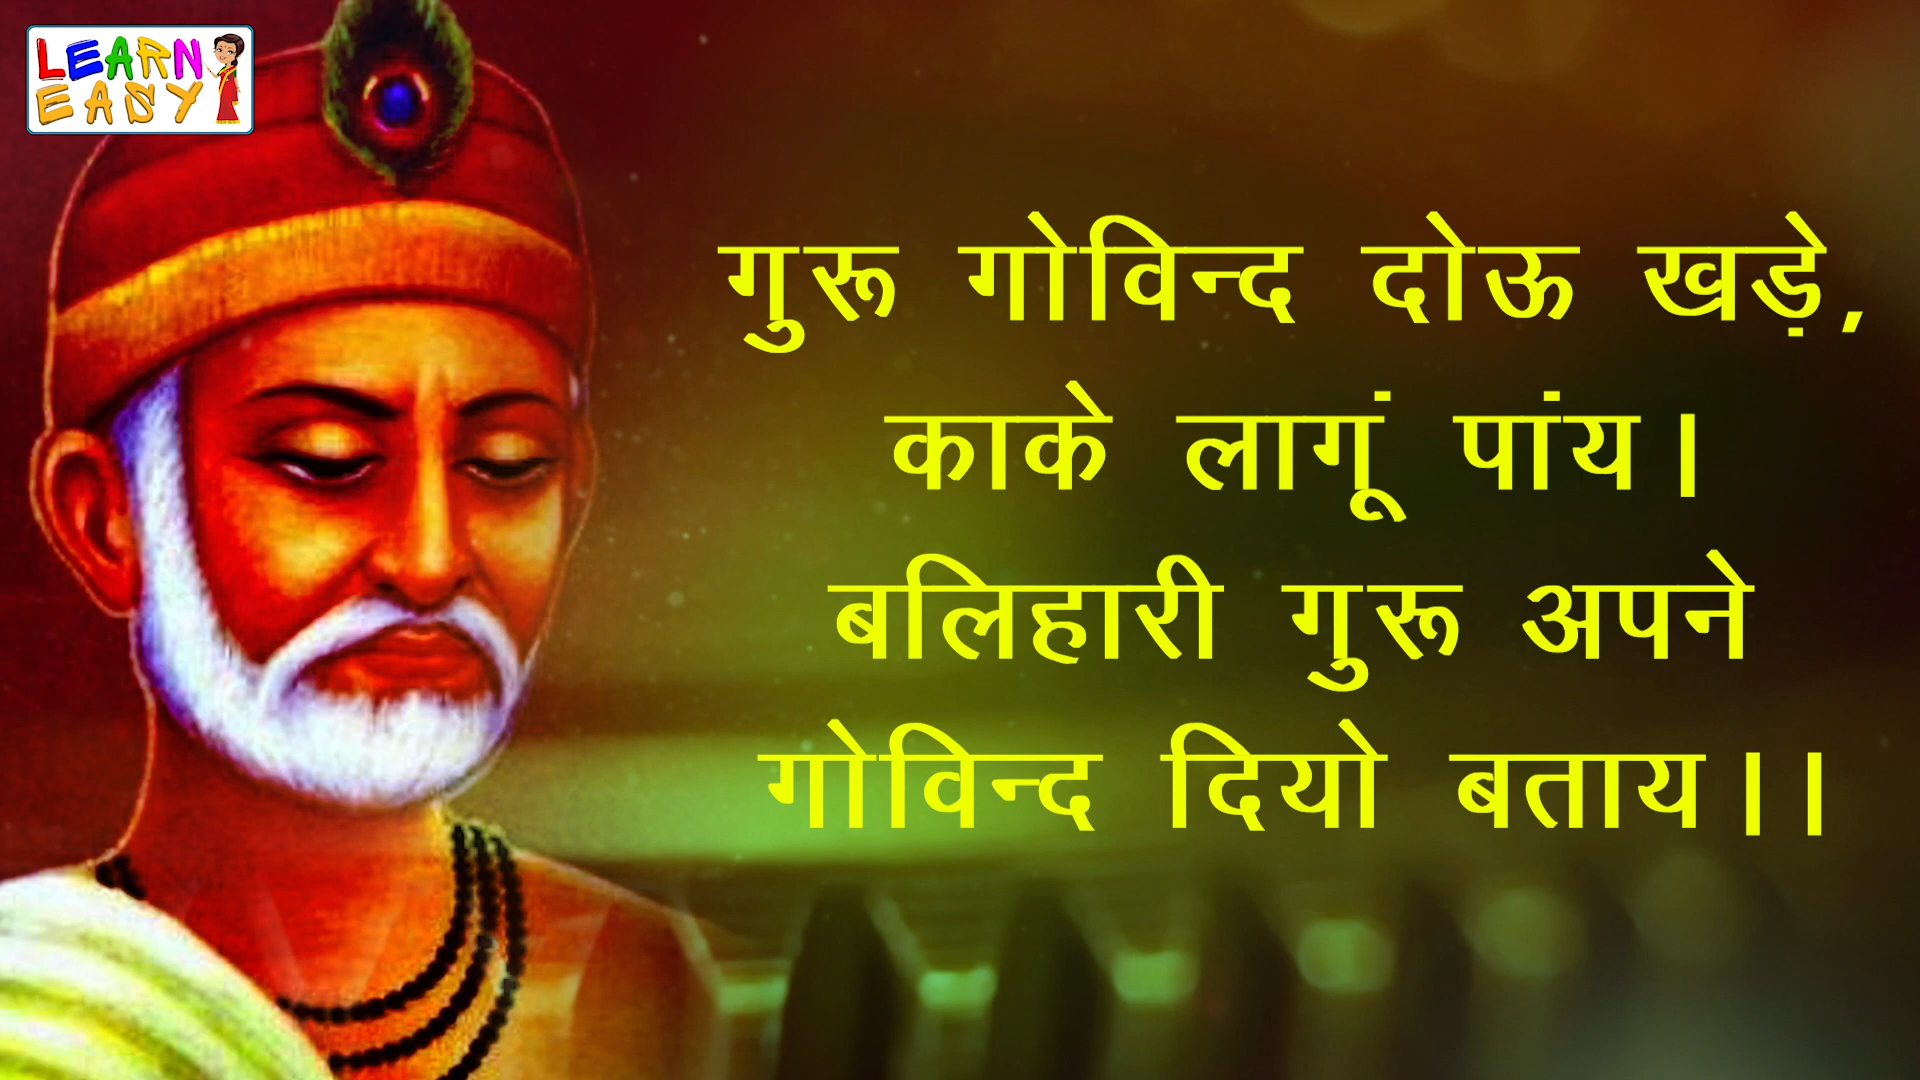 LEARN
EASY
गुरू गोविन्द दोऊ खड़े,
काके लागूं पांय।
बलिहारी गुरू अपने
गोविन्द दियो बताय।।